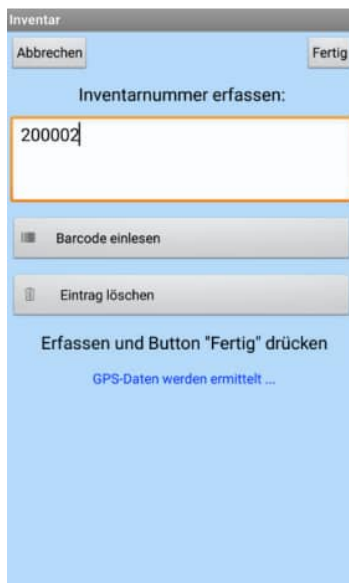 Inventar
Abbrechen
Fertig
Inventarnummer erfassen:
200002
Barcode einlesen
Eintrag löschen
Erfassen und Button "Fertig" drücken
GPS-Daten werden ermittelt ...